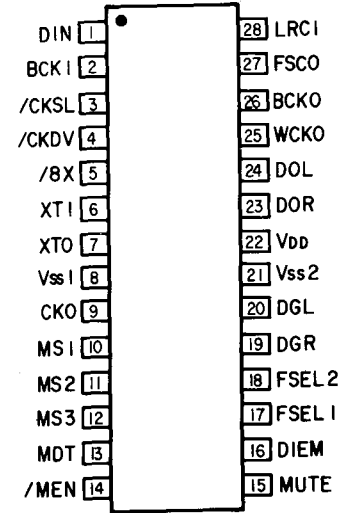 DIN 1 28 LRCI
BCKI 2 27 FSCO
/CKSL 3 26 BCKO
/CKDV 4 25 WCKO
/8X 5 24 DOL
XTI 6 23 DOR
XTO 7 22 VDD
Vss1 8 21 Vss2
CKO 9 20 DGL
MS1 10 19 DGR
MS2 11 18 FSEL2
MS3 12 17 FSEL1
MDT 13 16 DIEM
/MEN 14 15 MUTE